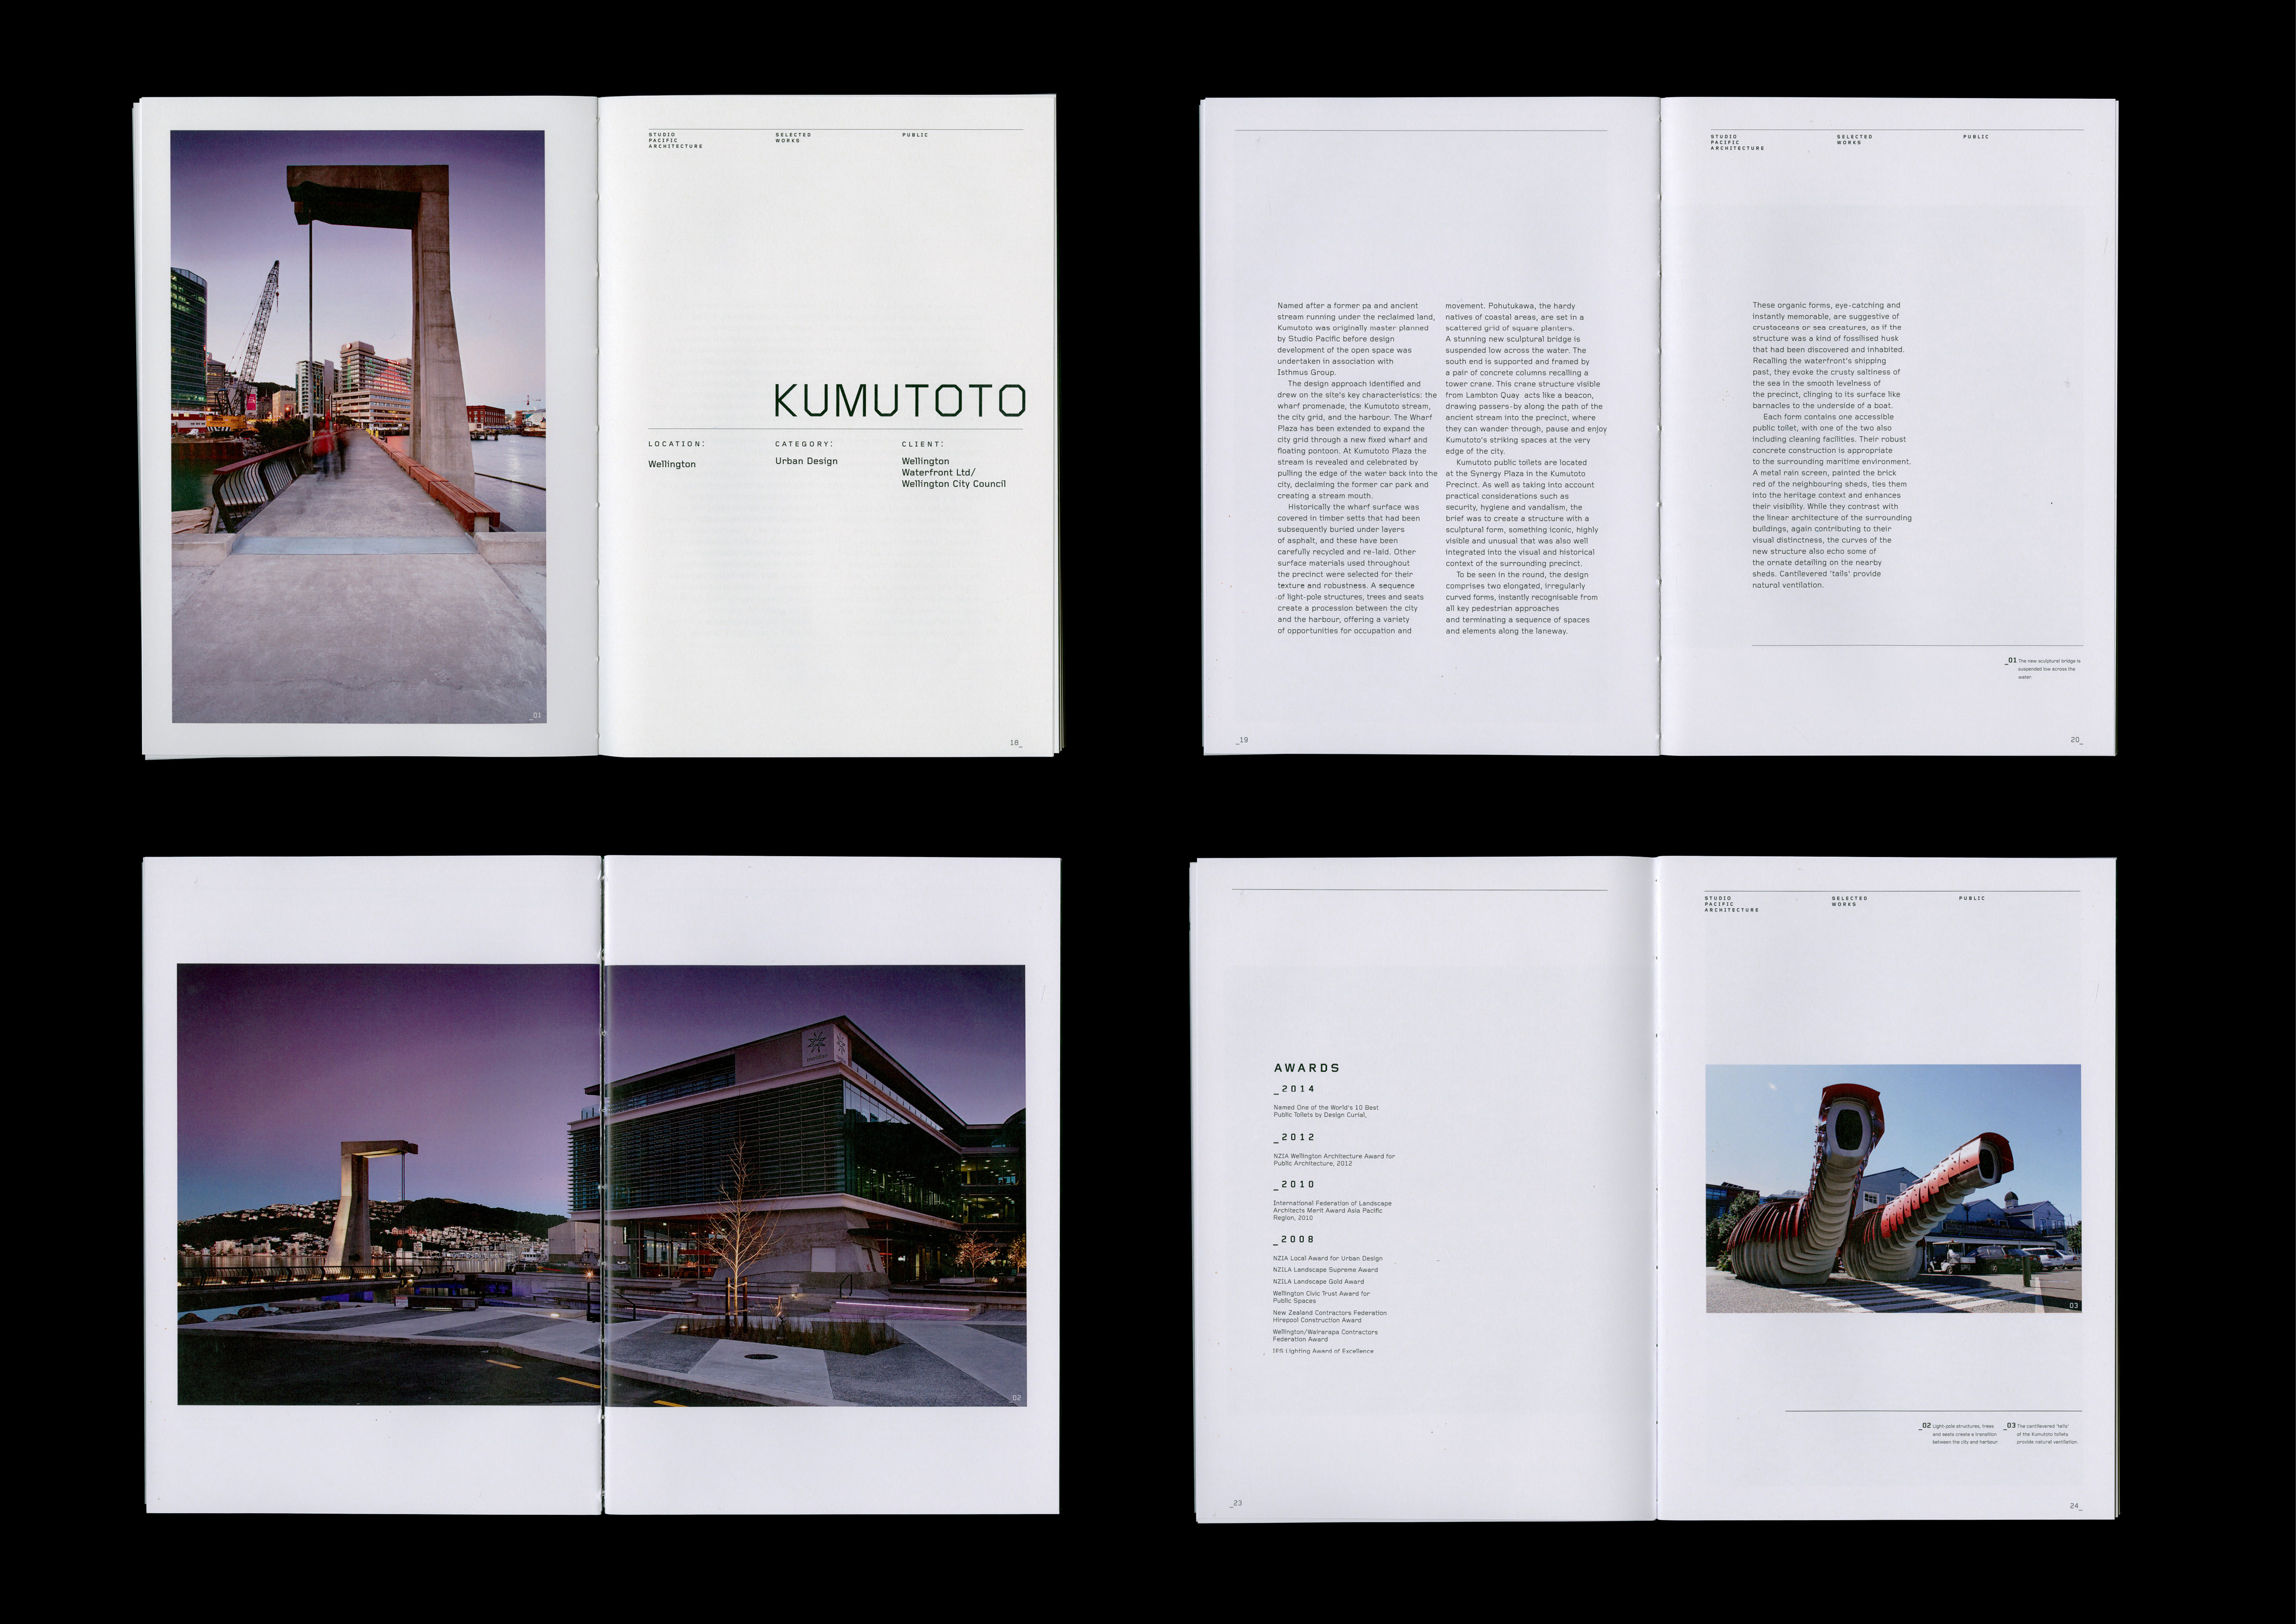 _01
STUDIO
PACIFIC
ARCHITECTURE
SELECTED
WORKS
PUBLIC
KUMUTOTO
LOCATION:
Wellington
CATEGORY:
Urban Design
CLIENT:
Wellington
Waterfront Ltd/
Wellington City Council
18_
Named after a former pa and ancient
stream running under the reclaimed land,
Kumutoto was originally master planned
by Studio Pacific before design
development of the open space was
undertaken in association with
Isthmus Group.
The design approach identified and
drew on the site's key characteristics: the
wharf promenade, the Kumutoto stream,
the city grid, and the harbour. The Wharf
Plaza has been extended to expand the
city grid through a new fixed wharf and
floating pontoon. At Kumutoto Plaza the
stream is revealed and celebrated by
pulling the edge of the water back into the
city, declaiming the former car park and
creating a stream mouth.
Historically the wharf surface was
covered in timber setts that had been
subsequently buried under layers
of asphalt, and these have been
carefully recycled and re-laid. Other
surface materials used throughout
the precinct were selected for their
texture and robustness. A sequence
of light-pole structures, trees and seats
create a procession between the city
and the harbour, offering a variety
of opportunities for occupation and
movement. Pohutukawa, the hardy
natives of coastal areas, are set in a
scattered grid of square planters.
A stunning new sculptural bridge is
suspended low across the water. The
south end is supported and framed by
a pair of concrete columns recalling a
tower crane. This crane structure visible
from Lambton Quay acts like a beacon,
drawing passers-by along the path of the
ancient stream into the precinct, where
they can wander through, pause and enjoy
Kumutoto's striking spaces at the very
edge of the city.
Kumutoto public toilets are located
at the Synergy Plaza in the Kumutoto
Precinct. As well as taking into account
practical considerations such as
security, hygiene and vandalism, the
brief was to create a structure with a
sculptural form, something iconic, highly
visible and unusual that was also well
integrated into the visual and historical
context of the surrounding precinct.
To be seen in the round, the design
comprises two elongated, irregularly
curved forms, instantly recognisable from
all key pedestrian approaches
and terminating a sequence of spaces
and elements along the laneway.
_19
STUDIO
PACIFIC
ARCHITECTURE
SELECTED
WORKS
PUBLIC
These organic forms, eye-catching and
instantly memorable, are suggestive of
crustaceans or sea creatures, as if the
structure was a kind of fossilised husk
that had been discovered and inhabited.
Recalling the waterfront's shipping
past, they evoke the crusty saltiness of
the sea in the smooth levelness of
the precinct, clinging to its surface like
barnacles to the underside of a boat.
Each form contains one accessible
public toilet, with one of the two also
including cleaning facilities. Their robust
concrete construction is appropriate
to the surrounding maritime environment.
A metal rain screen, painted the brick
red of the neighbouring sheds, ties them
into the heritage context and enhances
their visibility. While they contrast with
the linear architecture of the surrounding
buildings, again contributing to their
visual distinctness, the curves of the
new structure also echo some of
the ornate detailing on the nearby
sheds. Cantilevered 'tails' provide
natural ventilation.
_01 The new sculptural bridge is
suspended low across the
water.
20_
meridian
_02
AWARDS
_2014
Named One of the World's 10 Best
Public Toilets by Design Curial,
_2012
NZIA Wellington Architecture Award for
Public Architecture, 2012
_2010
International Federation of Landscape
Architects Merit Award Asia Pacific
Region, 2010
_2008
NZIA Local Award for Urban Design
NZILA Landscape Supreme Award
NZILA Landscape Gold Award
Wellington Civic Trust Award for
Public Spaces
New Zealand Contractors Federation
Hirepool Construction Award
Wellington/Wairarapa Contractors
Federation Award
IES Lighting Award of Excellence
_23
STUDIO
PACIFIC
ARCHITECTURE
SELECTED
WORKS
PUBLIC
_03
_02 Light-pole structures, trees
and seats create a transition
between the city and harbour
_03 The cantilevered 'tails'
of the Kumutoto toilets
provide natural ventilation.
24_